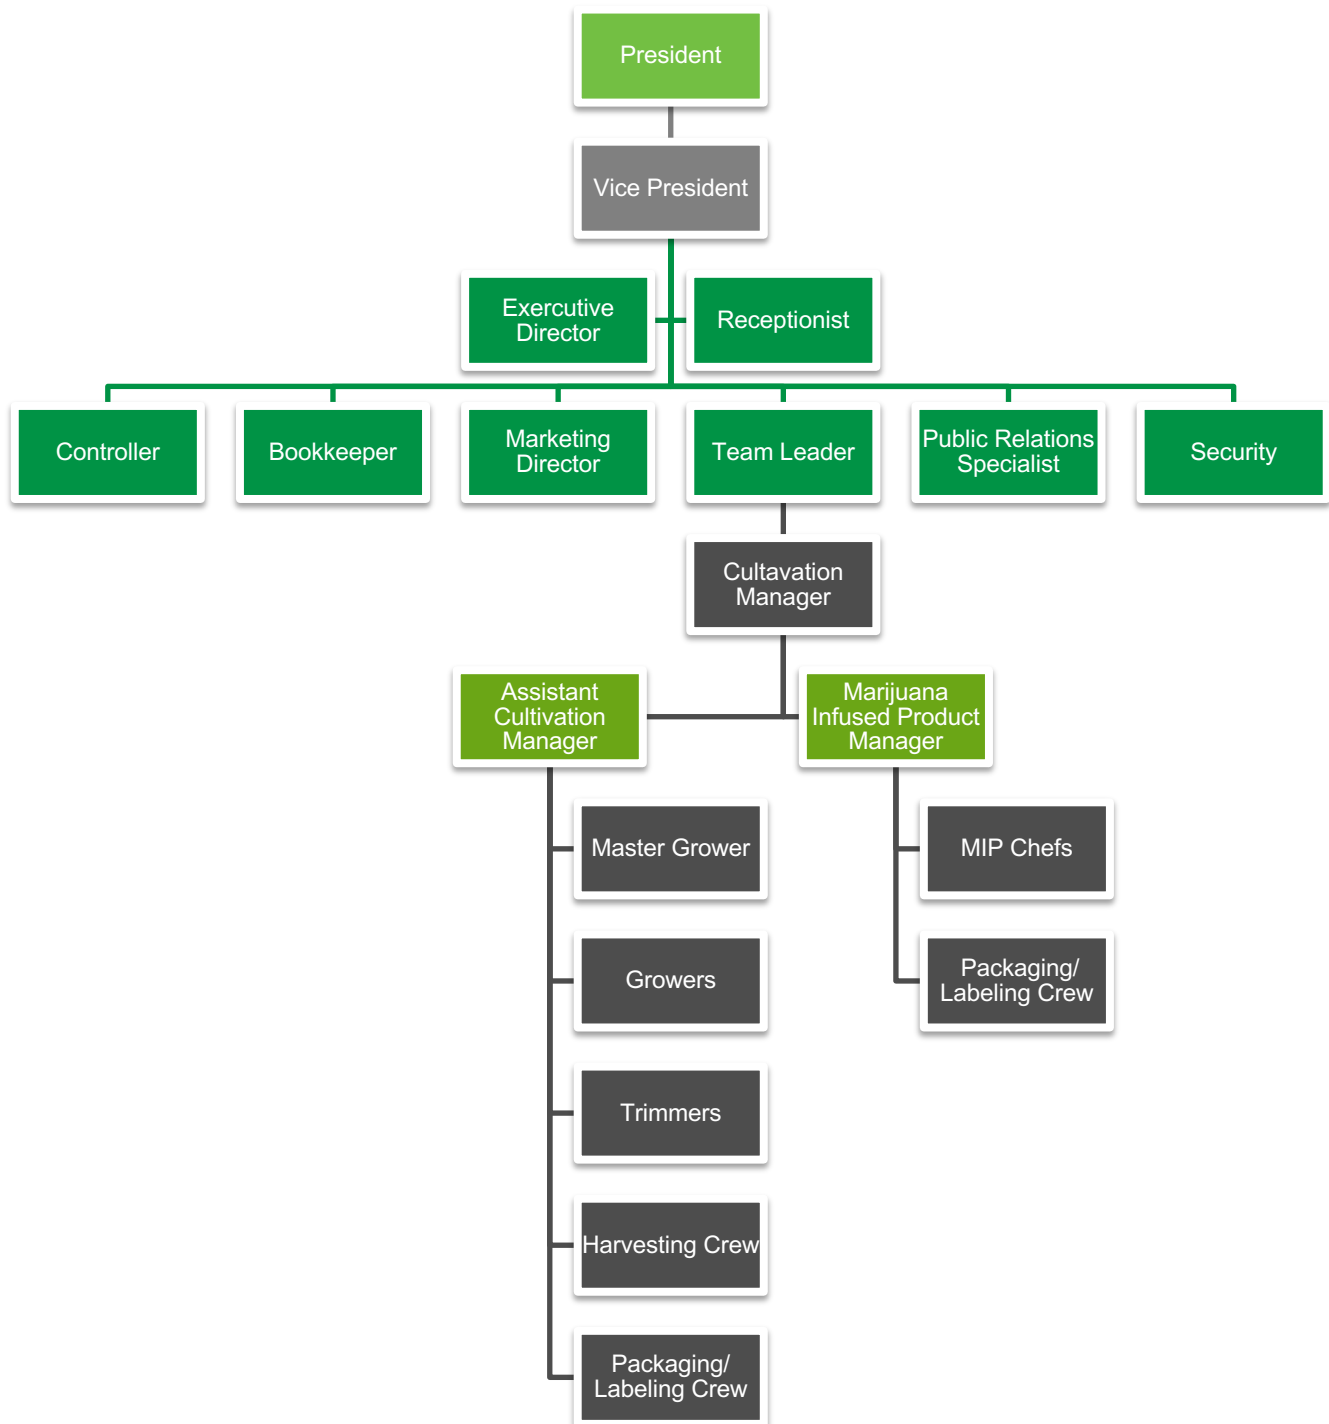 President
Vice President
Exercutive
Director
Receptionist
Controller
Bookkeeper
Marketing
Director
Team Leader
Public Relations
Specialist
Security
Cultavation
Manager
Assistant
Cultivation
Manager
Marijuana
Infused Product
Manager
Master Grower
MIP Chefs
Growers
Packaging/
Labeling Crew
Trimmers
Harvesting Crew
Packaging/
Labeling Crew